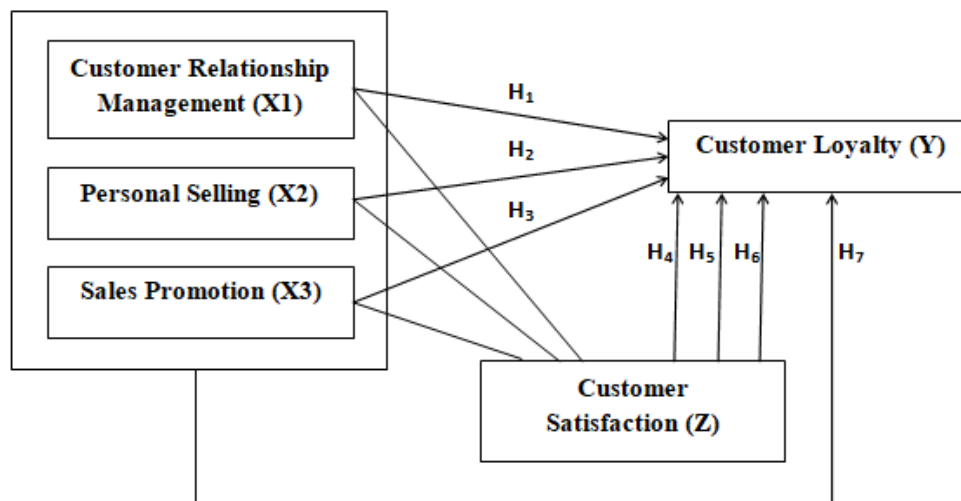 Customer Relationship
Management (X1)
H₁
Customer Loyalty (Y)
H₂
Personal Selling (X2)
H₃
H₄ H₅ H₆ H₇
Sales Promotion (X3)
Customer
Satisfaction (Z)